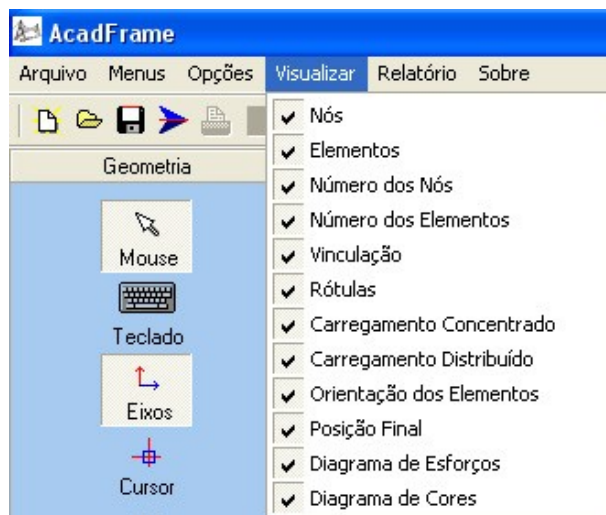 AcadFrame
Arquivo Menus Opções Visualizar Relatório Sobre
Geometria
Mouse
Teclado
Eixos
Cursor
Nós
Elementos
Número dos Nós
Número dos Elementos
Vinculação
Rótulas
Carregamento Concentrado
Carregamento Distribuído
Orientação dos Elementos
Posição Final
Diagrama de Esforços
Diagrama de Cores